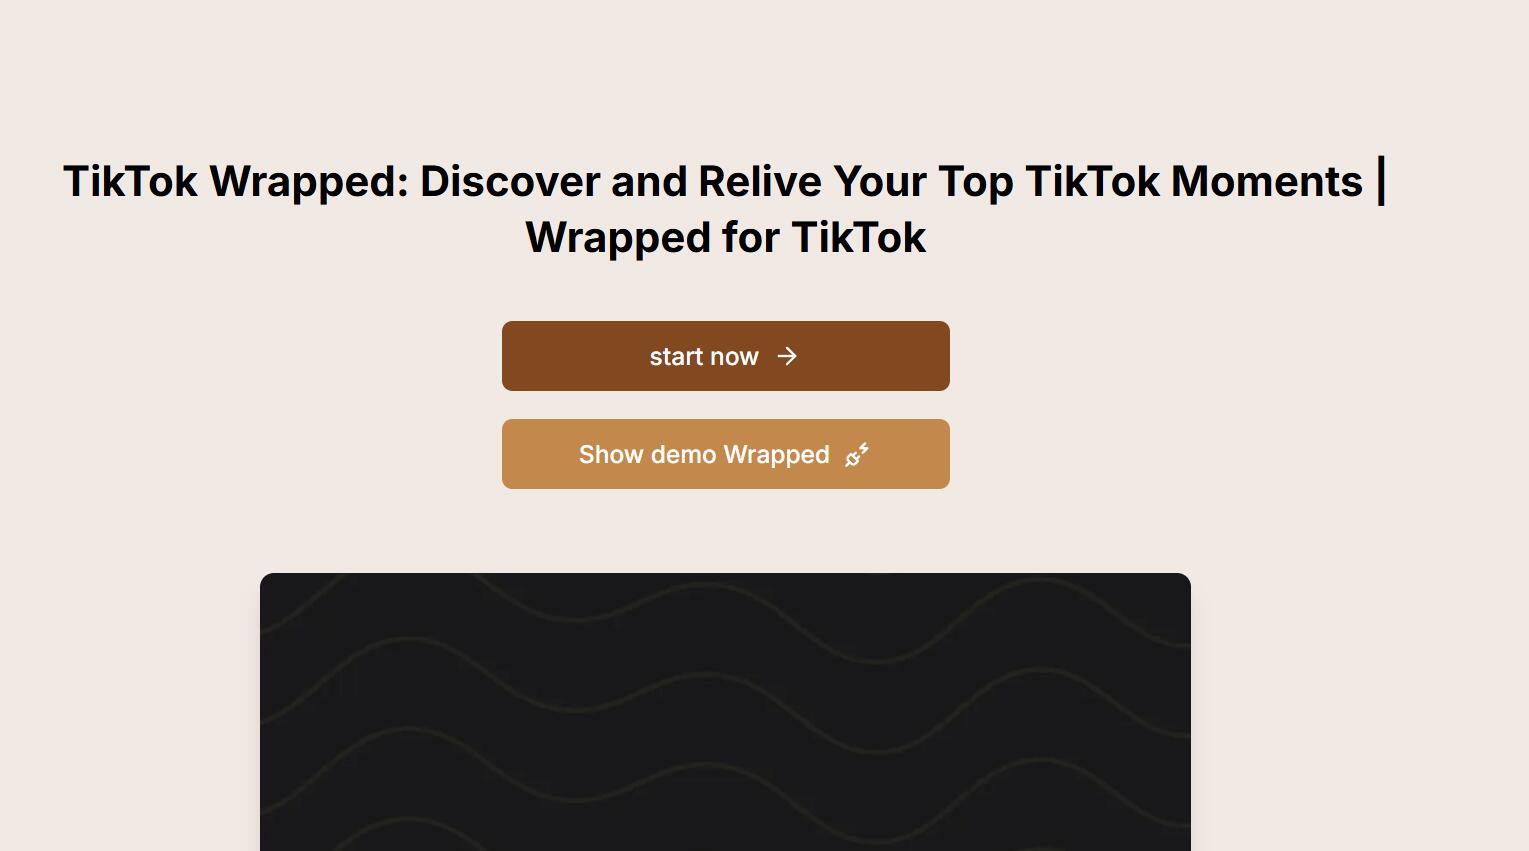 TikTok Wrapped: Discover and Relive Your Top TikTok Moments |
Wrapped for TikTok
start now
Show demo Wrapped